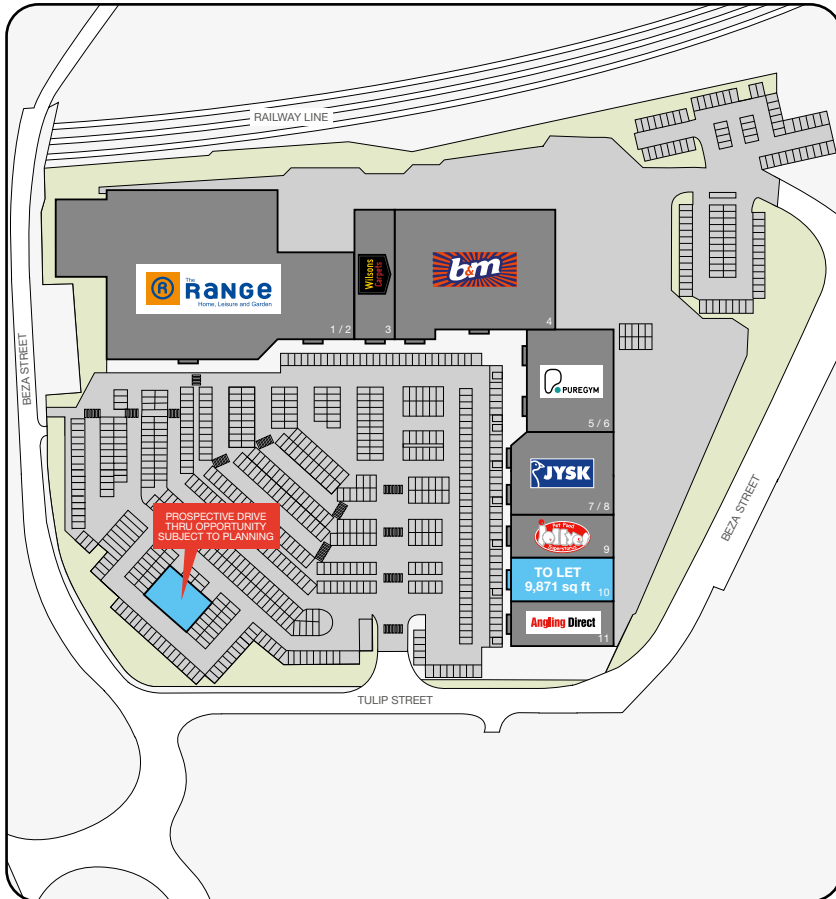 RAILWAY LINE
The
R
RANGE
Home, Leisure and Garden
1 / 2
Wilsons
Carpets
3
b&m
4
BEZA STREET
PUREGYM
5 / 6
JYSK
7 / 8
PROSPECTIVE DRIVE
THRU OPPORTUNITY
SUBJECT TO PLANNING
Pet Food
Jollyes
Superstore
9
BEZA STREET
TO LET
9,871 sq ft
10
Angling Direct
11
TULIP STREET